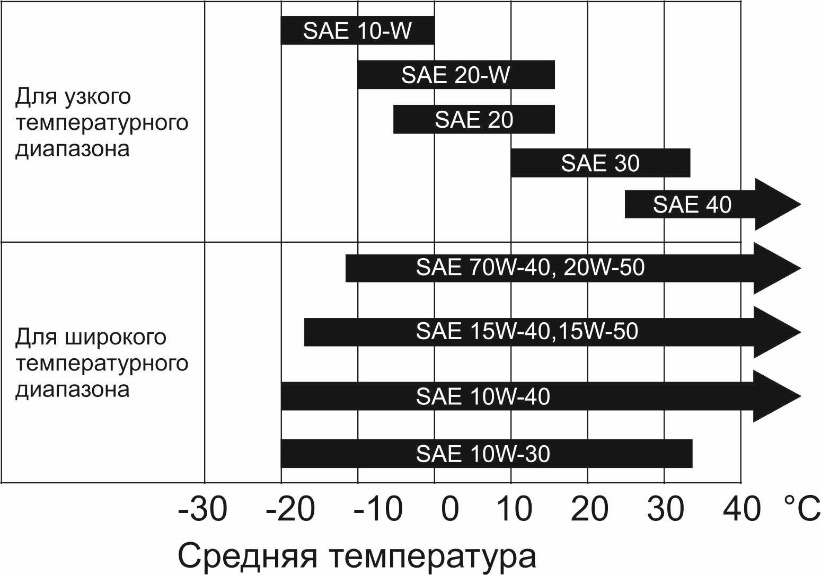 SAE 10-W
SAE 20-W
Для узкого
температурного
диапазона
SAE 20
SAE 30
SAE 40
SAE 70W-40, 20W-50
Для широкого
температурного
диапазона
SAE 15W-40,15W-50
SAE 10W-40
SAE 10W-30
-30 -20 -10 0 10 20 30 40 °C
Средняя температура